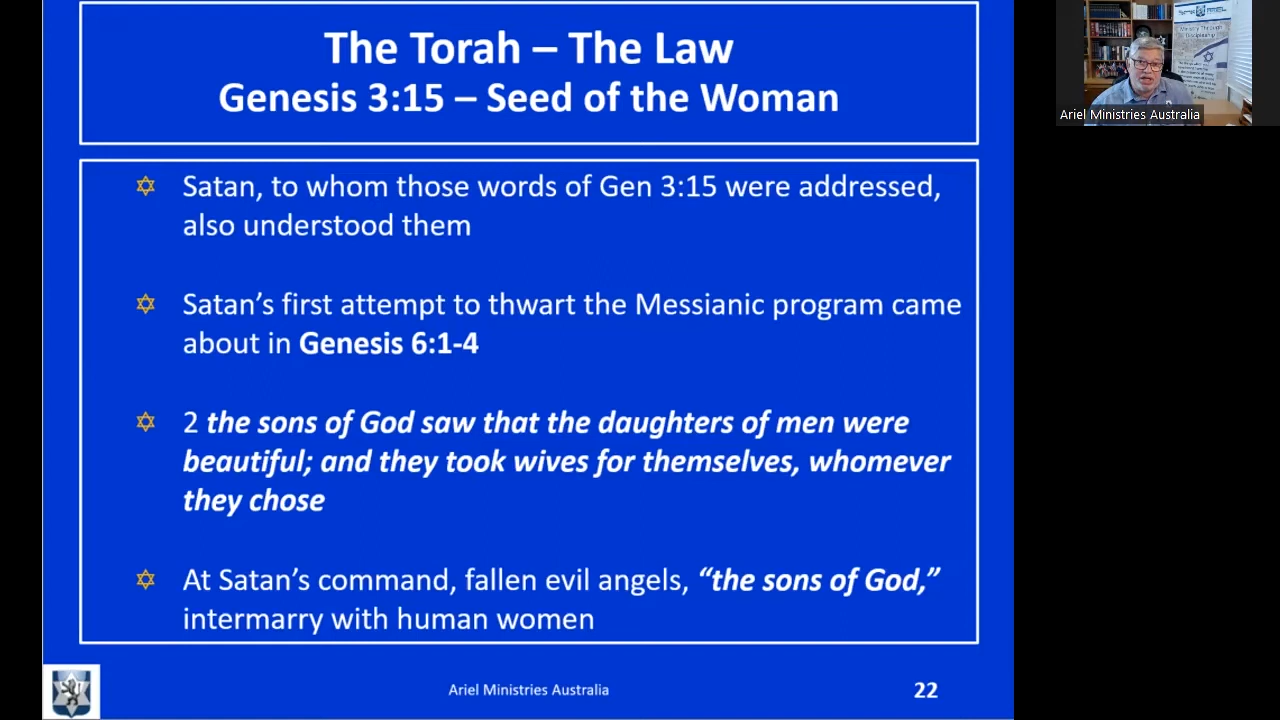 The Torah – The Law
Genesis 3:15 – Seed of the Woman
Satan, to whom those words of Gen 3:15 were addressed,
also understood them
Satan’s first attempt to thwart the Messianic program came
about in Genesis 6:1-4
2 the sons of God saw that the daughters of men were
beautiful; and they took wives for themselves, whomever
they chose
At Satan’s command, fallen evil angels, “the sons of God,”
intermarry with human women
Ariel Ministries Australia
22
Ministry Through
Discipleship
Ariel Ministries Australia